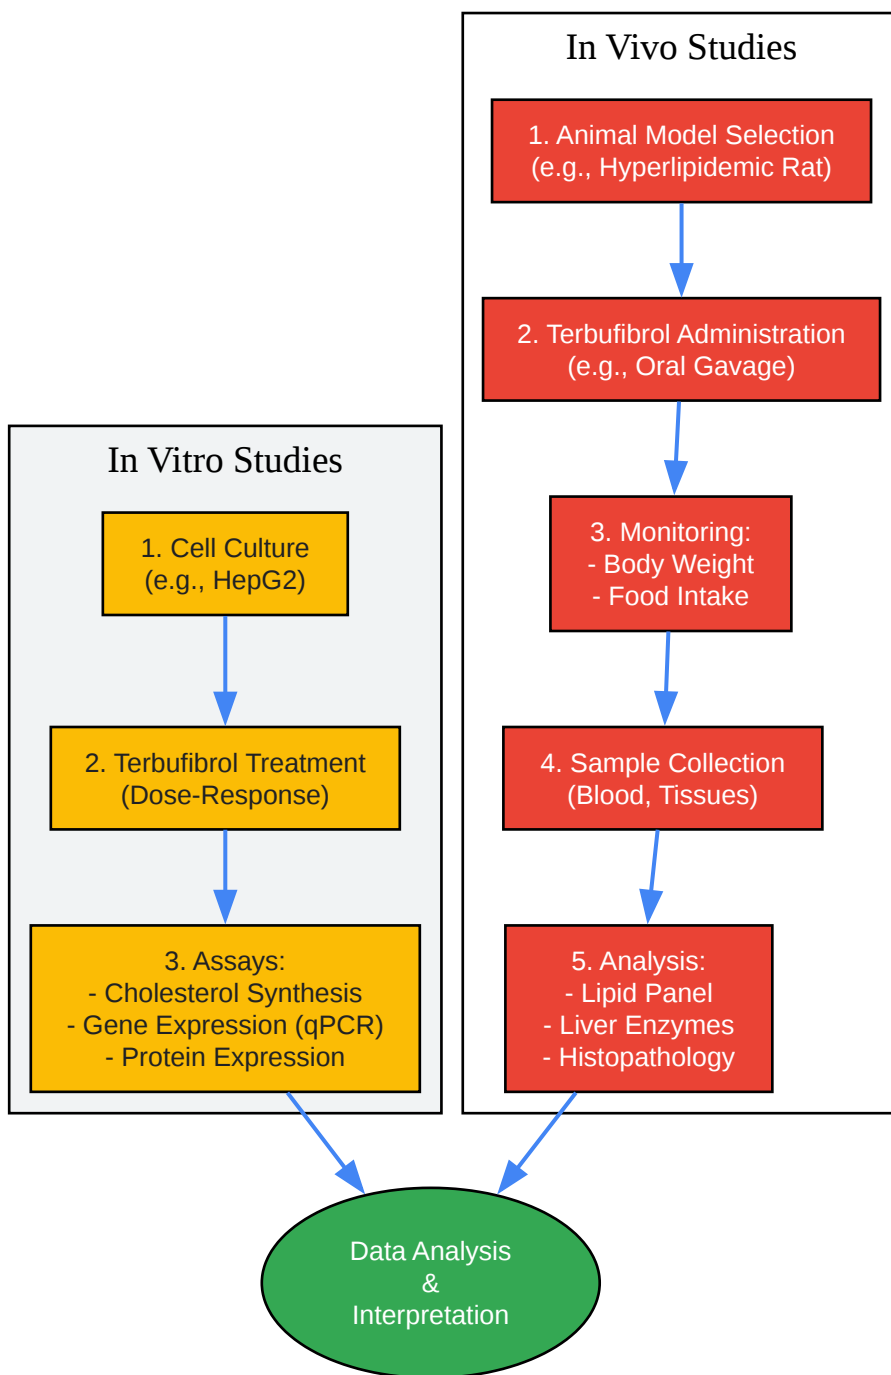 In Vivo Studies
1. Animal Model Selection
(e.g., Hyperlipidemic Rat)
2. Terbufibrol Administration
(e.g., Oral Gavage)
3. Monitoring:
- Body Weight
- Food Intake
4. Sample Collection
(Blood, Tissues)
5. Analysis:
- Lipid Panel
- Liver Enzymes
- Histopathology
In Vitro Studies
1. Cell Culture
(e.g., HepG2)
2. Terbufibrol Treatment
(Dose-Response)
3. Assays:
- Cholesterol Synthesis
- Gene Expression (qPCR)
- Protein Expression
Data Analysis
&
Interpretation